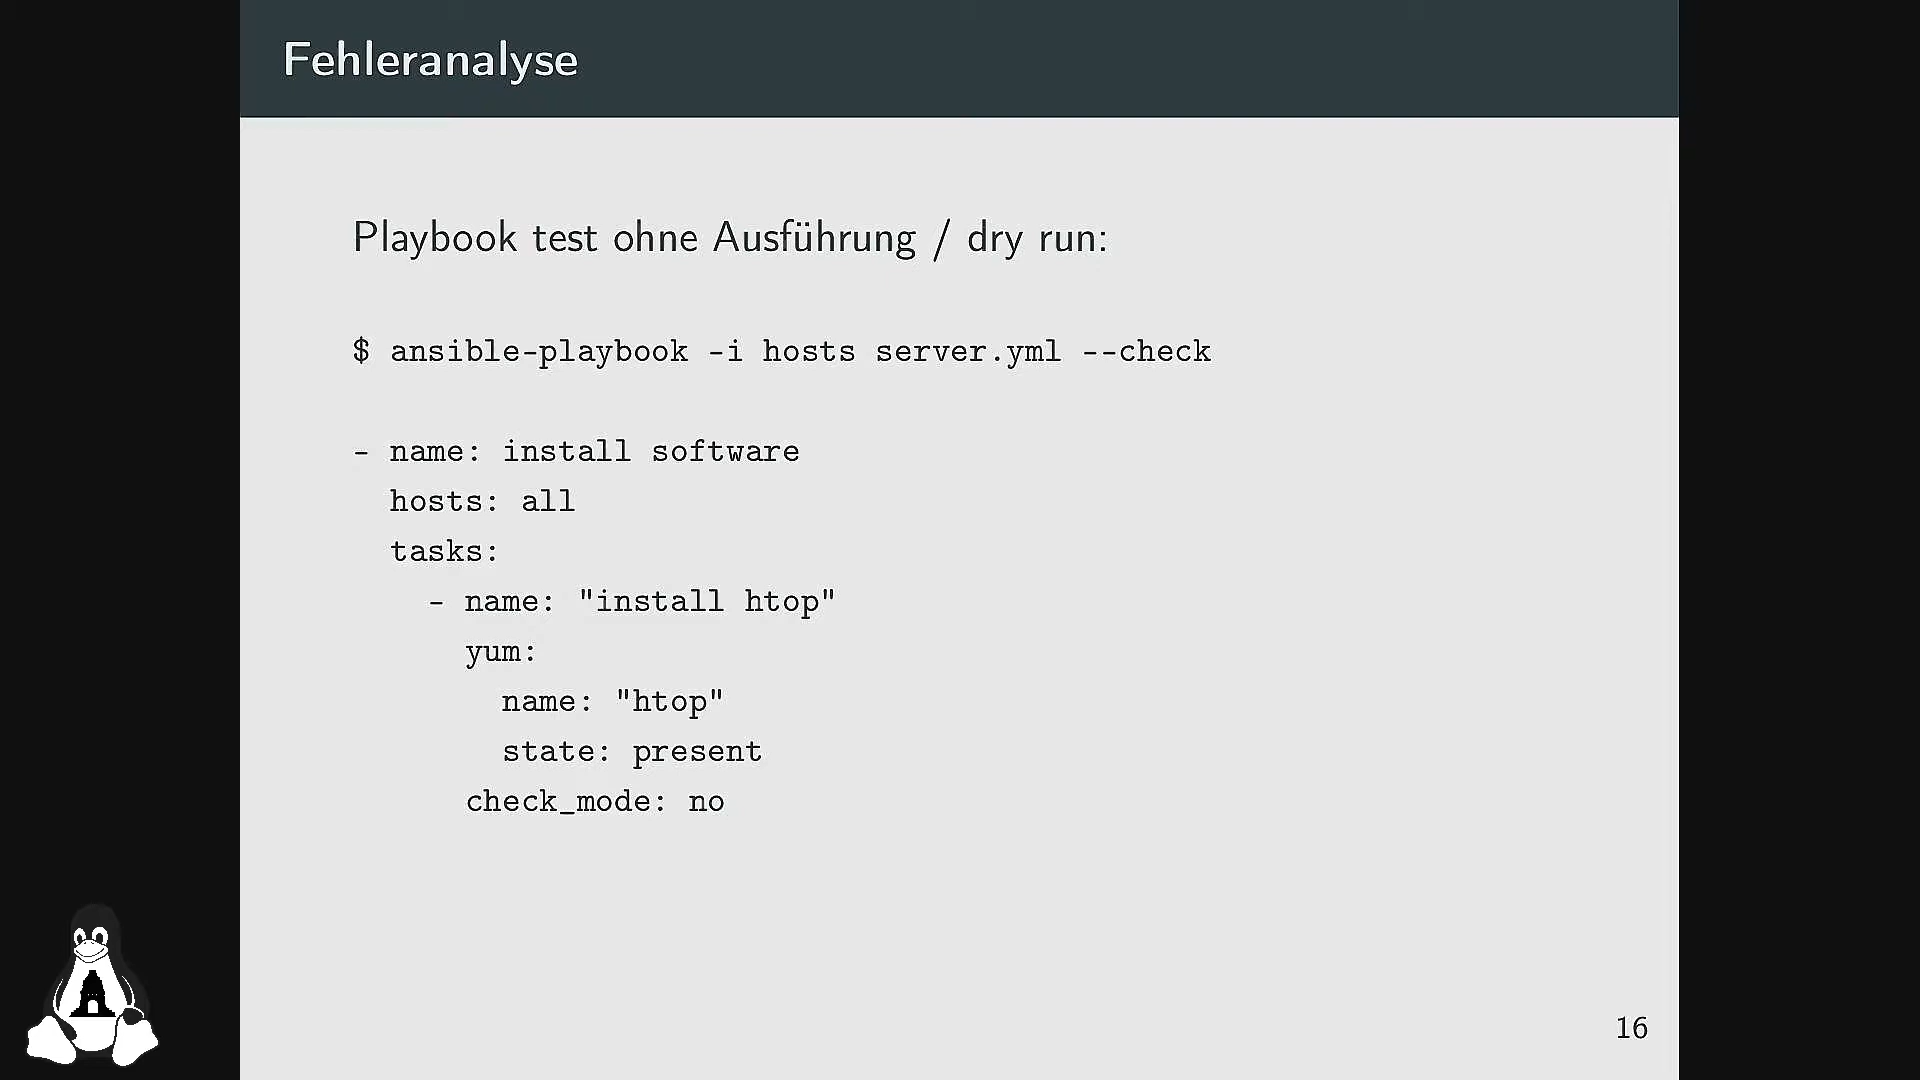 Fehleranalyse
Playbook test ohne Ausführung / dry run:
$ ansible-playbook -i hosts server.yml --check
- name: install software
  hosts: all
  tasks:
    - name: "install htop"
      yum:
        name: "htop"
        state: present
      check_mode: no
16